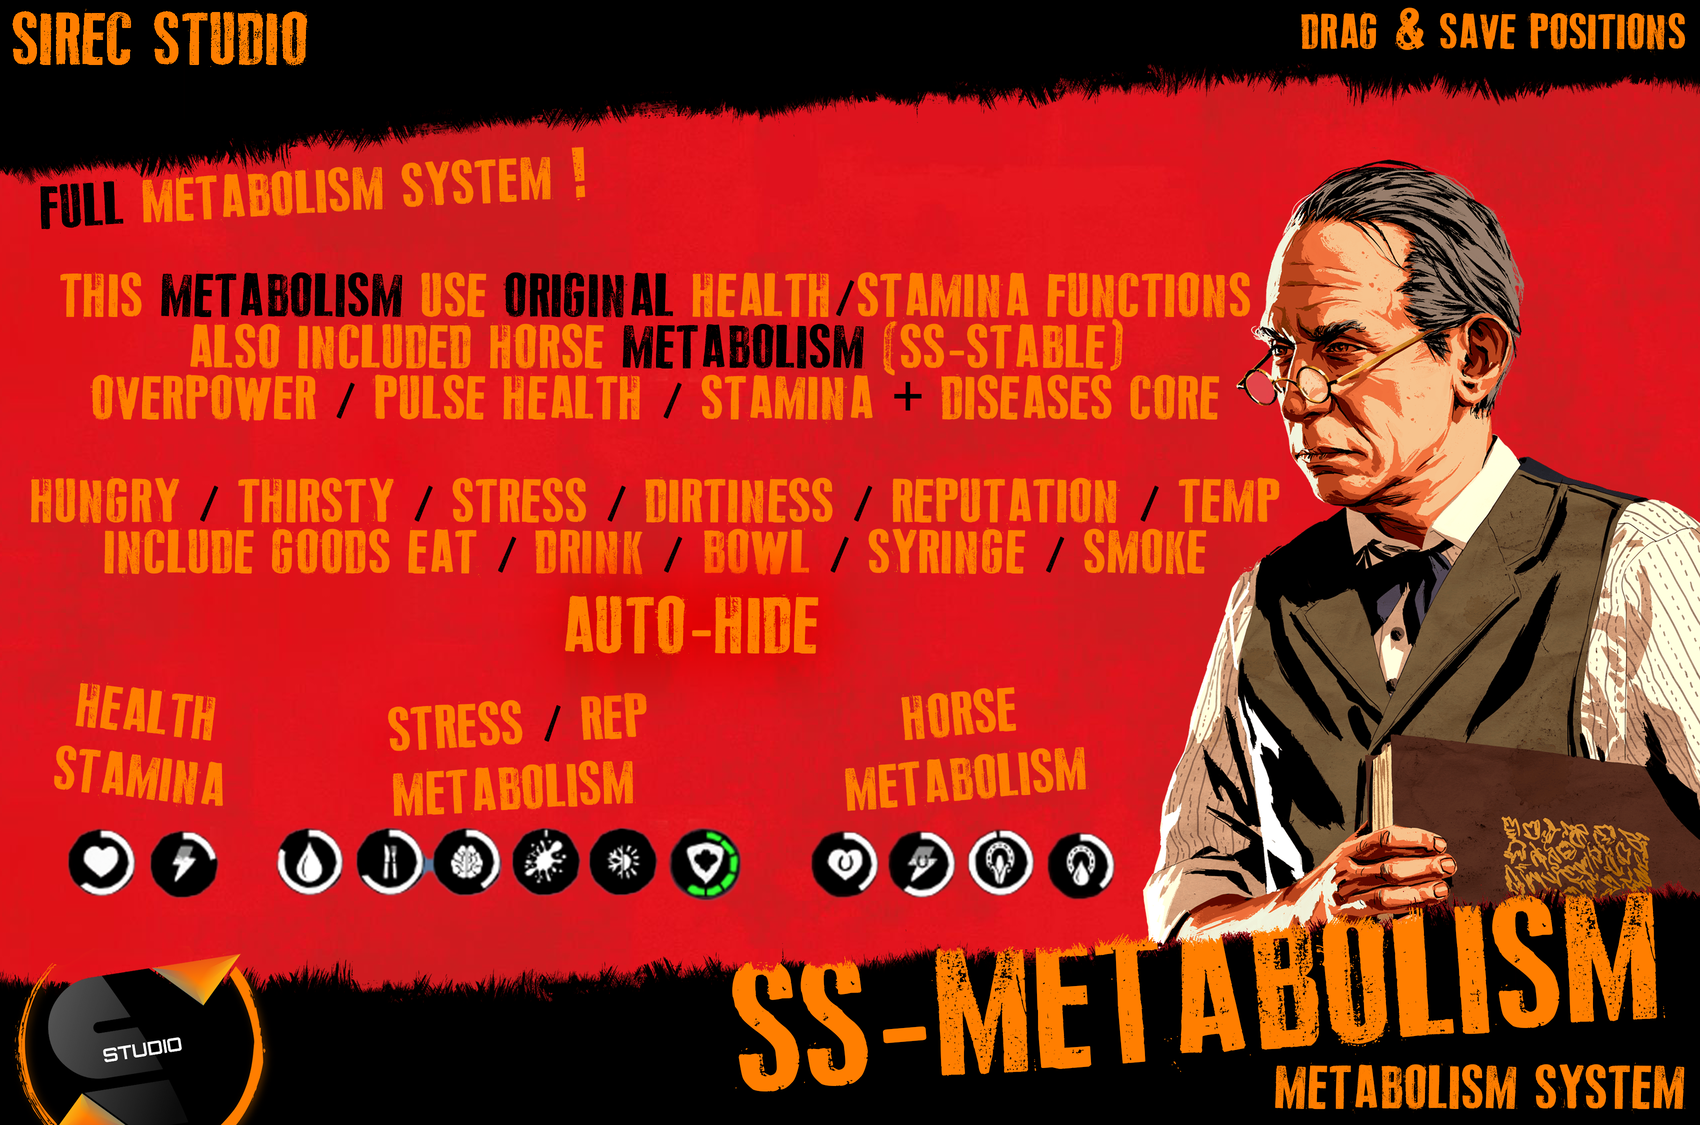 SIREC STUDIO
DRAG & SAVE POSITIONS
FULL METABOLISM SYSTEM !
THIS METABOLISM USE ORIGINAL HEALTH/STAMINA FUNCTIONS
ALSO INCLUDED HORSE METABOLISM (SS-STABLE)
OVERPOWER / PULSE HEALTH / STAMINA + DISEASES CORE
HUNGRY / THIRSTY / STRESS / DIRTINESS / REPUTATION / TEMP
INCLUDE GOODS EAT / DRINK / BOWL / SYRINGE / SMOKE
AUTO-HIDE
HEALTH
STAMINA
STRESS / REP
METABOLISM
HORSE
METABOLISM
STUDIO
SS-METABOLISM
METABOLISM SYSTEM